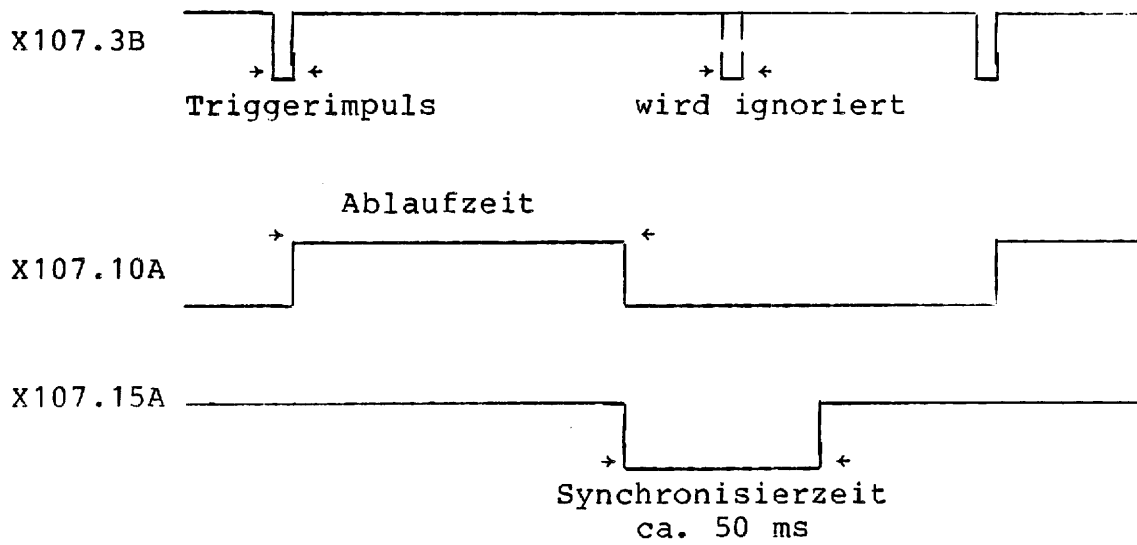 X107.3B
Triggerimpuls
wird ignoriert
Ablaufzeit
X107.10A
X107.15A
Synchronisierzeit
ca. 50 ms